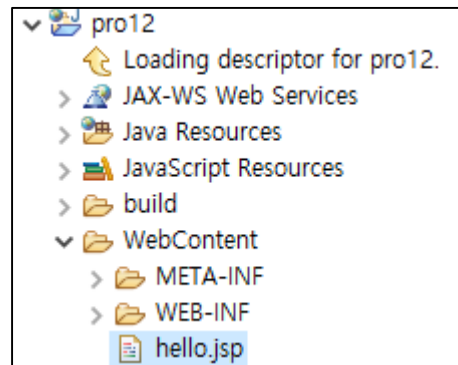 pro12
Loading descriptor for pro12.
JAX-WS Web Services
Java Resources
JavaScript Resources
build
WebContent
META-INF
WEB-INF
hello.jsp